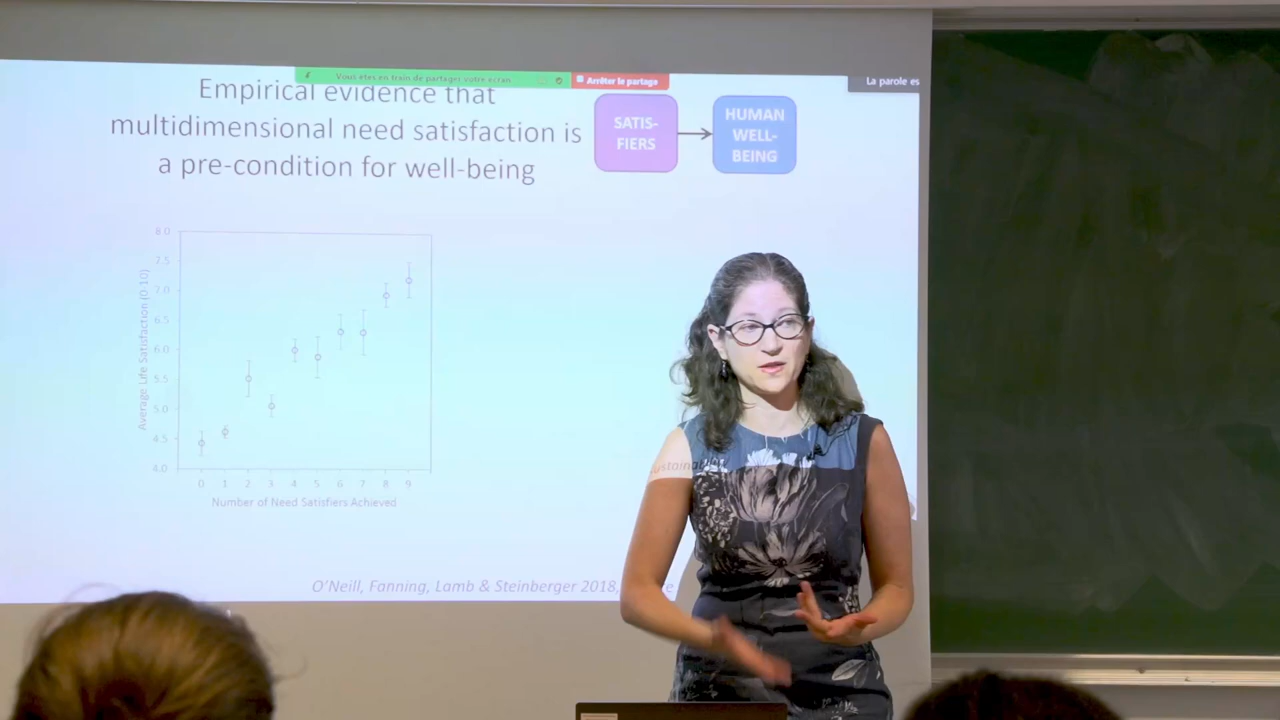 Vous êtes en train de partager votre écran
Arrêter le partage
La parole es
Empirical evidence that
multidimensional need satisfaction is
a pre-condition for well-being
SATIS-
FIERS
HUMAN
WELL-
BEING
Average Life Satisfaction (0-10)
8.0
7.5
7.0
6.5
6.0
5.5
5.0
4.5
4.0
0 1 2 3 4 5 6 7 8 9
Number of Need Satisfiers Achieved
O'Neill, Fanning, Lamb & Steinberger 2018,